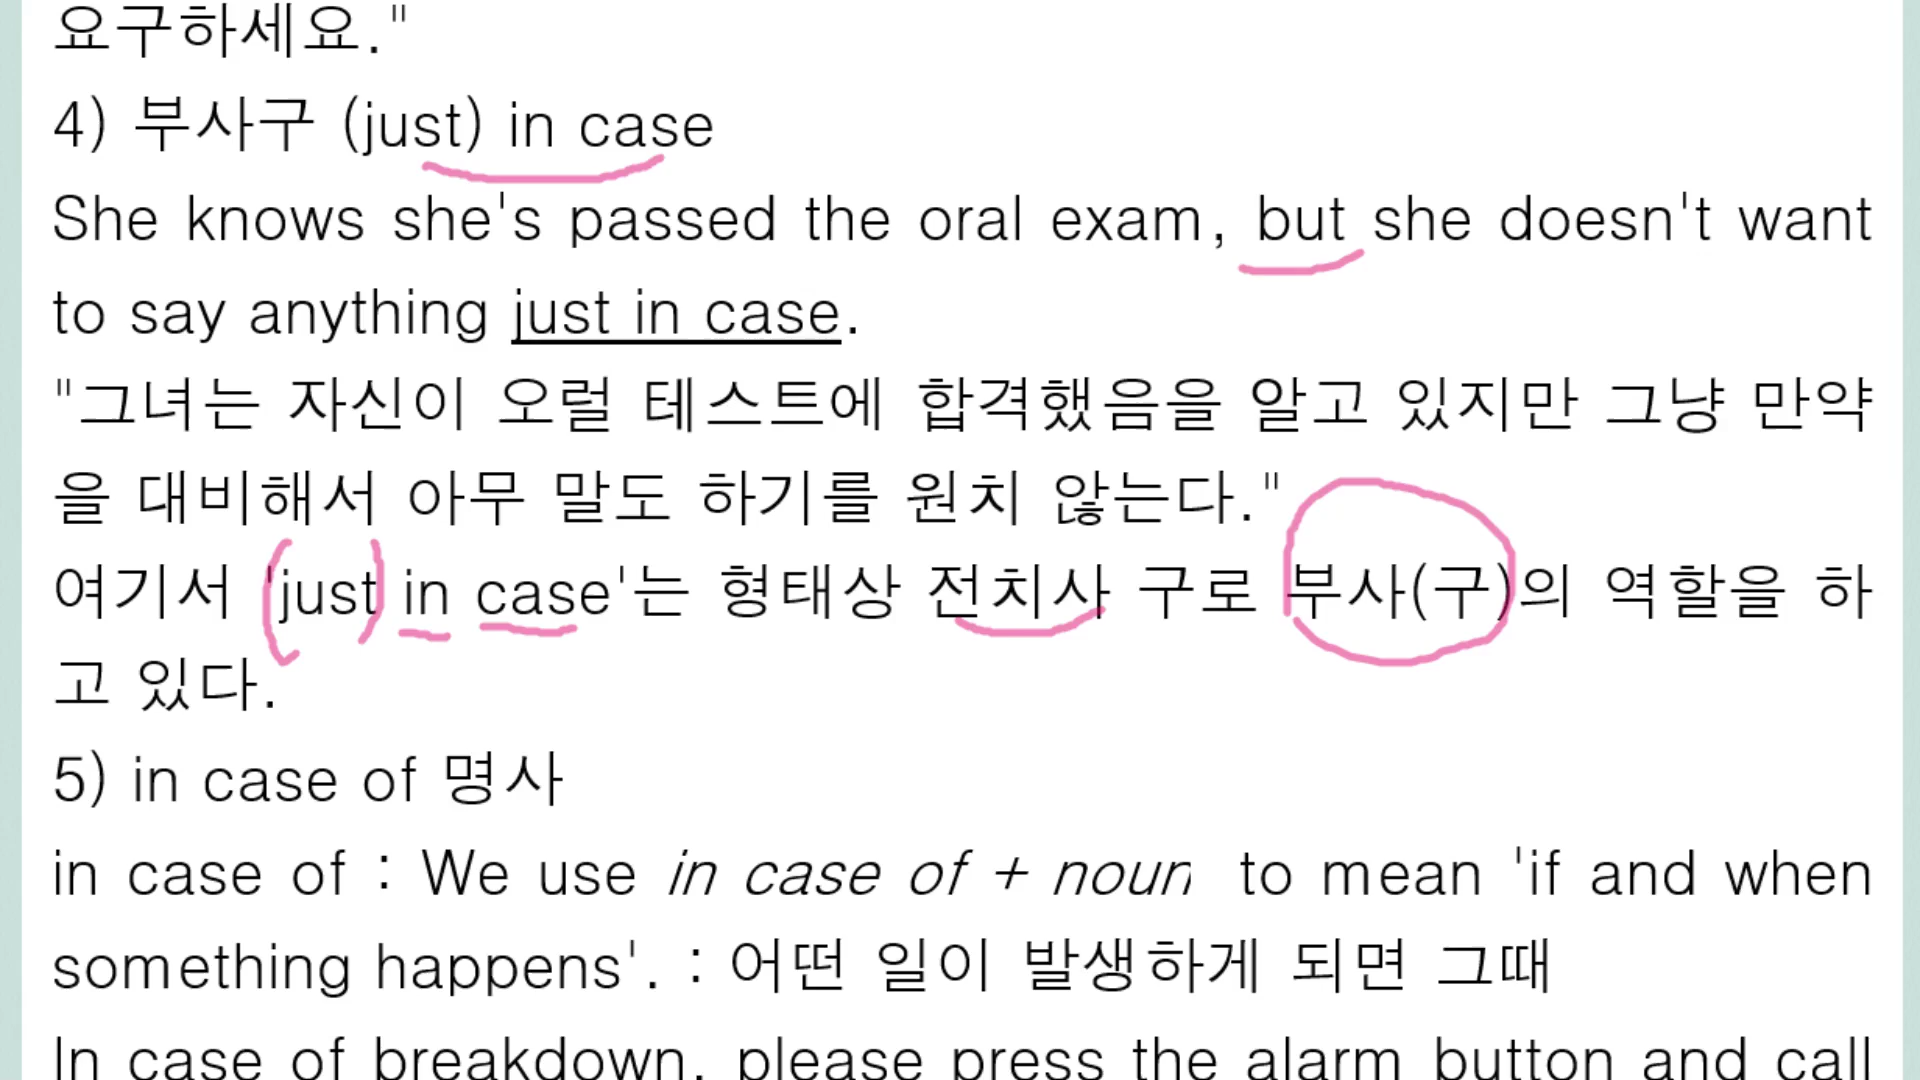 요구하세요."
4) 부사구 (just) in case
She knows she's passed the oral exam, but she doesn't want
to say anything just in case.
"그녀는 자신이 오럴 테스트에 합격했음을 알고 있지만 그냥 만약
을 대비해서 아무 말도 하기를 원치 않는다."
여기서 'just in case'는 형태상 전치사 구로 부사(구)의 역할을 하
고 있다.
5) in case of 명사
in case of : We use in case of + noun to mean 'if and when
something happens'. : 어떤 일이 발생하게 되면 그때
In case of breakdown, please press the alarm button and call